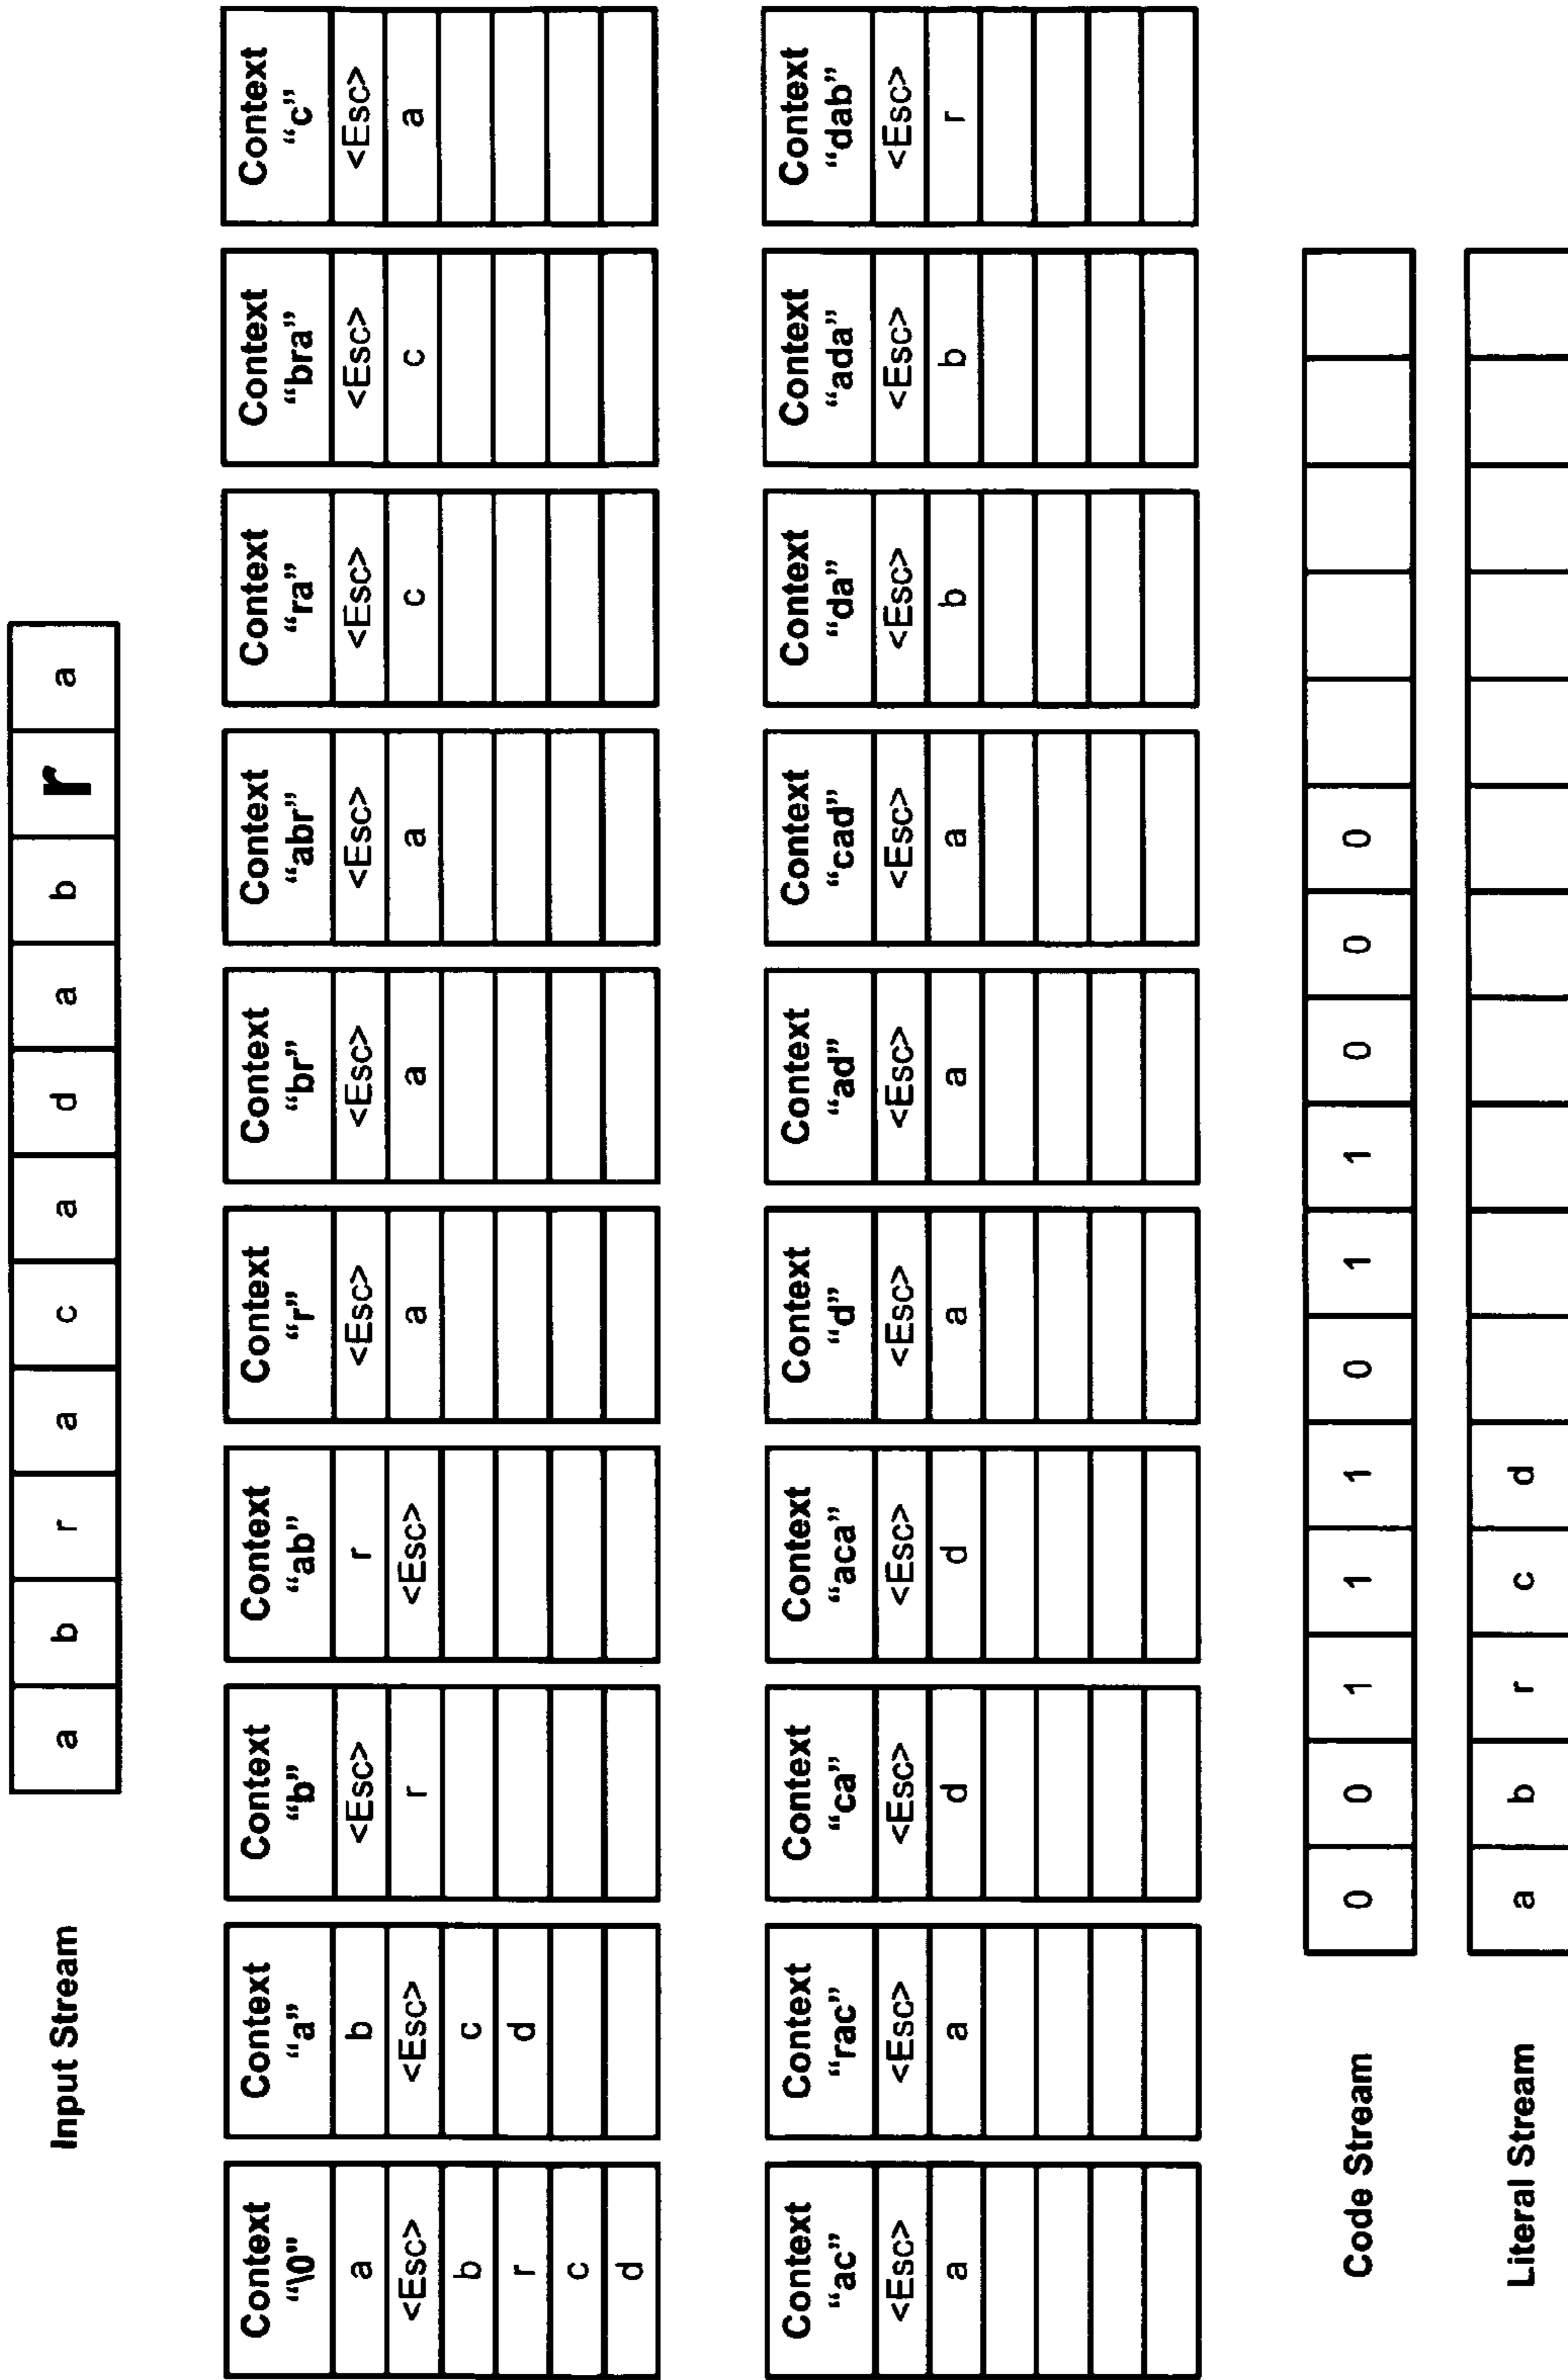 Input Stream
a b r a c a d a b r a
Context "\0" Context "a" Context "b" Context "ab" Context "r" Context "br" Context "abr" Context "ra" Context "bra" Context "c"
a b <Esc> r <Esc> <Esc> <Esc> <Esc> <Esc> <Esc>
<Esc> <Esc> r <Esc> a a a c c a
b c
r d
c
d
Context "ac" Context "rac" Context "ca" Context "aca" Context "d" Context "ad" Context "cad" Context "da" Context "ada" Context "dab"
<Esc> <Esc> <Esc> <Esc> <Esc> <Esc> <Esc> <Esc> <Esc> <Esc>
a a d d a a a b b r
Code Stream 0 0 1 1 1 0 1 1 0 0 0
Literal Stream a b r c d